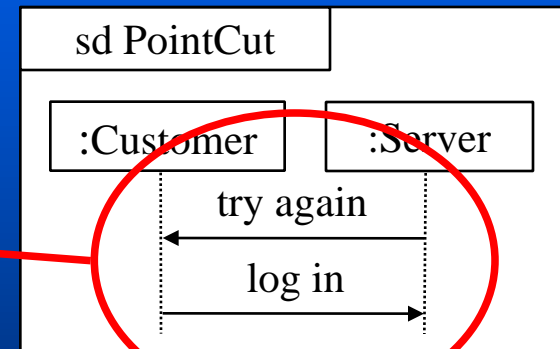 sd PointCut
:Customer :Server
try again
log in